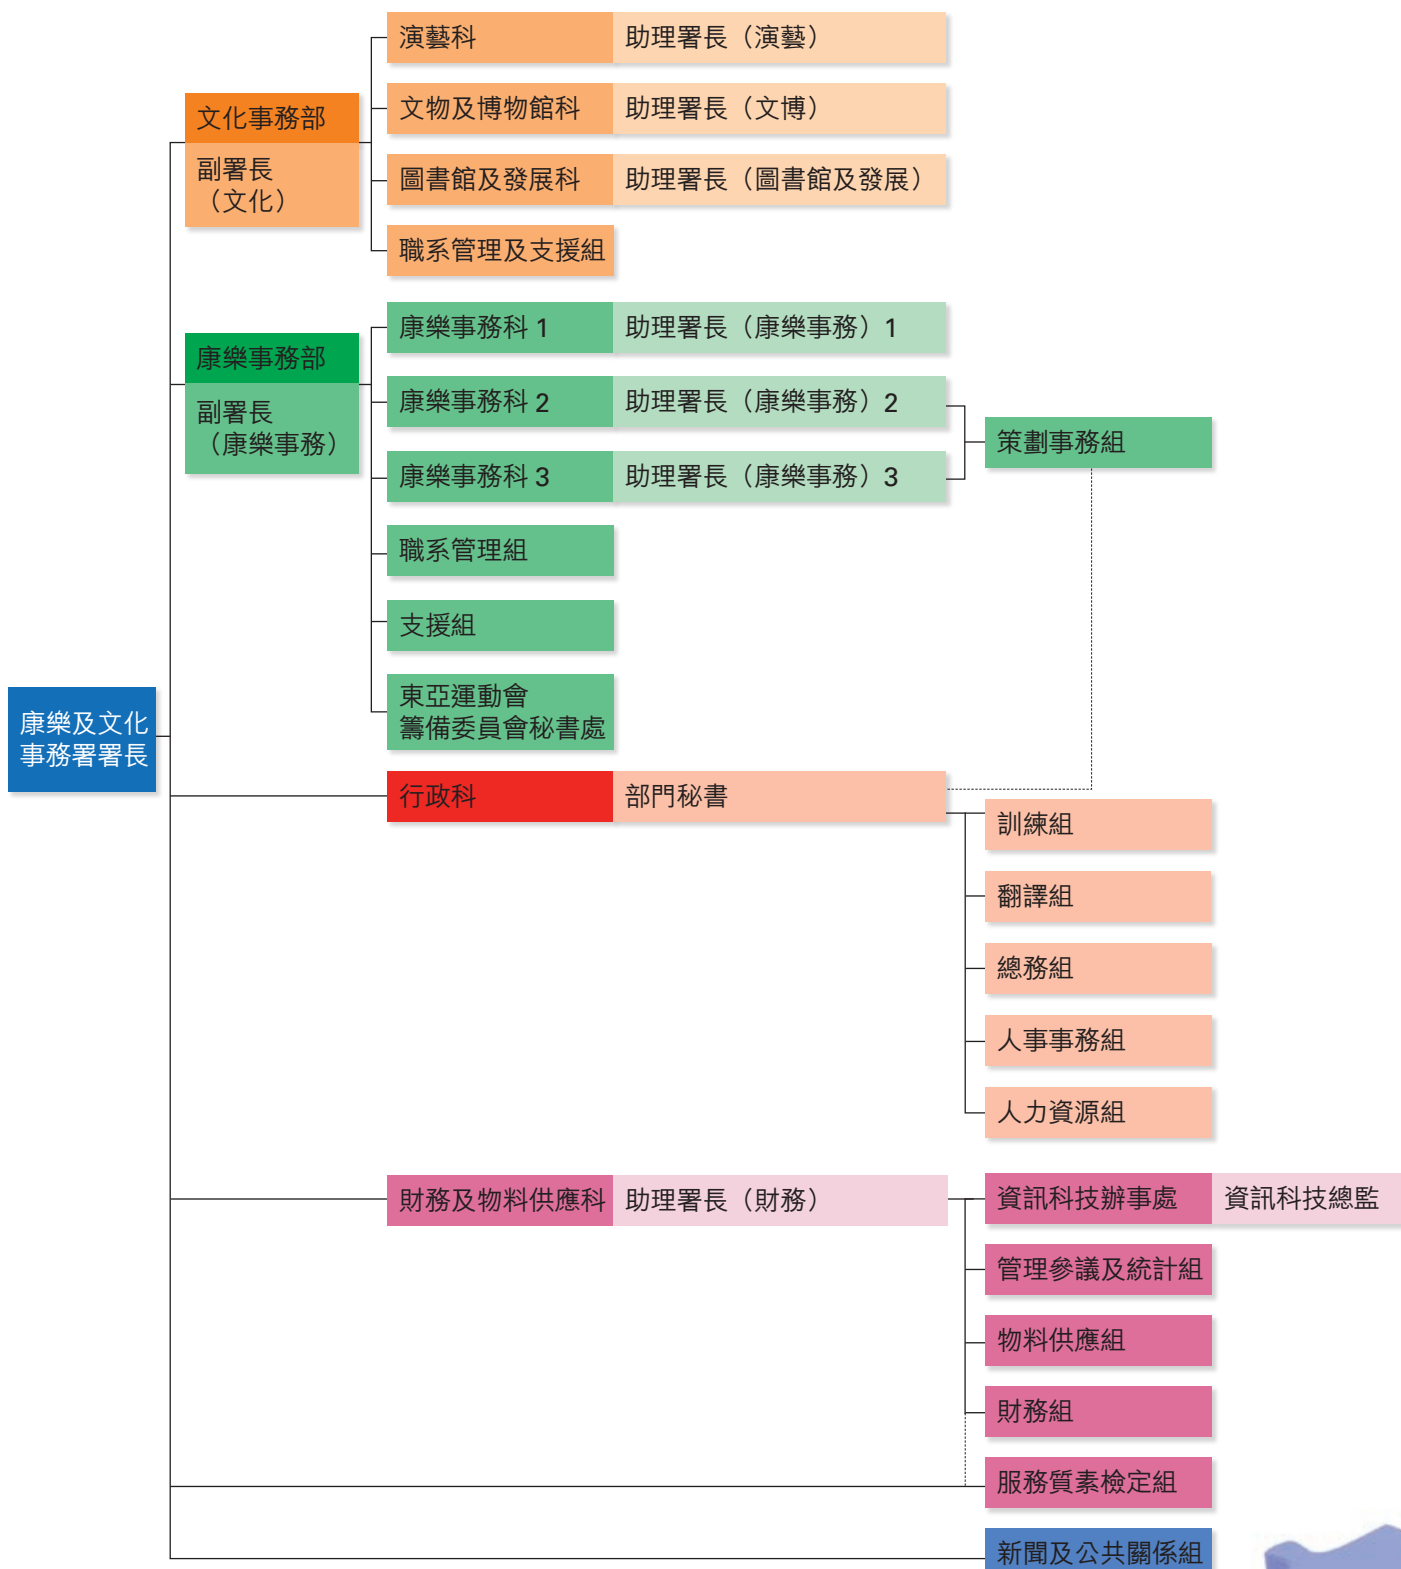 演藝科 助理署長（演藝）
文物及博物館科 助理署長（文博）
文化事務部
副署長
（文化）
圖書館及發展科 助理署長（圖書館及發展）
職系管理及支援組
康樂事務科 1 助理署長（康樂事務）1
康樂事務部
副署長
（康樂事務）
康樂事務科 2 助理署長（康樂事務）2
策劃事務組
康樂事務科 3 助理署長（康樂事務）3
職系管理組
支援組
東亞運動會
籌備委員會秘書處
康樂及文化
事務署署長
行政科 部門秘書
訓練組
翻譯組
總務組
人事事務組
人力資源組
財務及物料供應科 助理署長（財務）
資訊科技辦事處 資訊科技總監
管理參議及統計組
物料供應組
財務組
服務質素檢定組
新聞及公共關係組